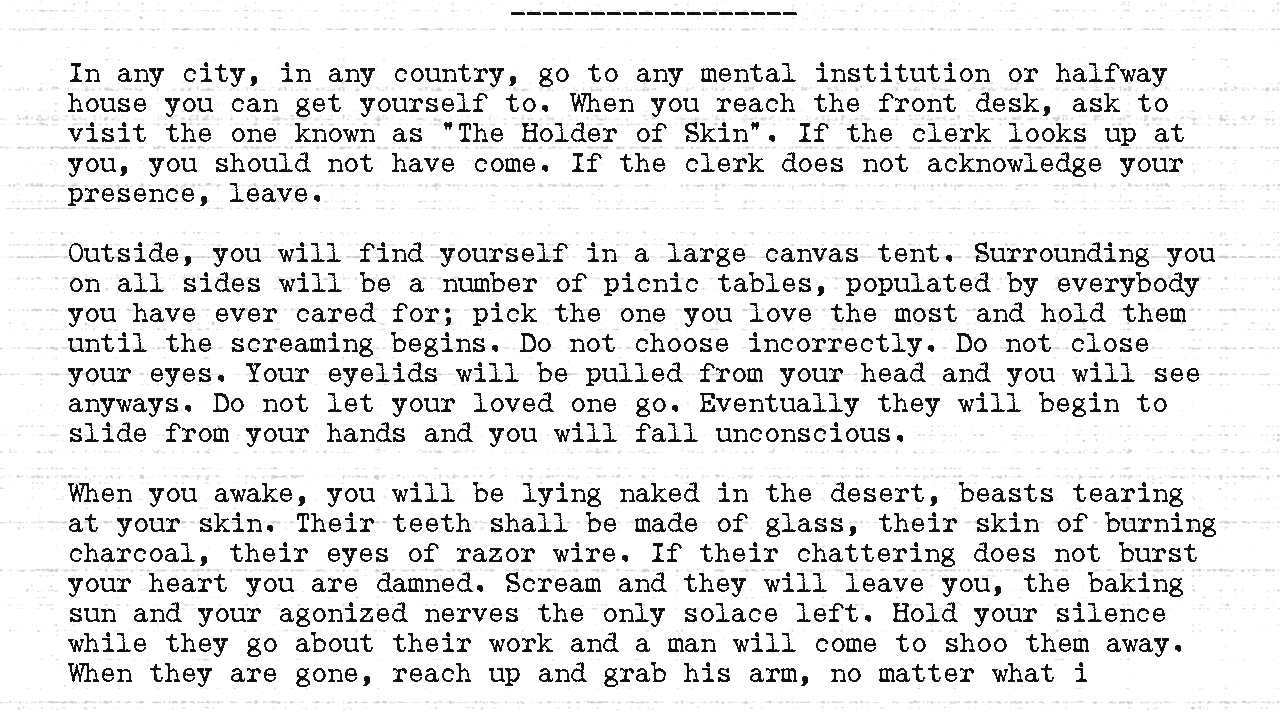 ------------------
In any city, in any country, go to any mental institution or halfway
house you can get yourself to. When you reach the front desk, ask to
visit the one known as "The Holder of Skin". If the clerk looks up at
you, you should not have come. If the clerk does not acknowledge your
presence, leave.
Outside, you will find yourself in a large canvas tent. Surrounding you
on all sides will be a number of picnic tables, populated by everybody
you have ever cared for; pick the one you love the most and hold them
until the screaming begins. Do not choose incorrectly. Do not close
your eyes. Your eyelids will be pulled from your head and you will see
anyways. Do not let your loved one go. Eventually they will begin to
slide from your hands and you will fall unconscious.
When you awake, you will be lying naked in the desert, beasts tearing
at your skin. Their teeth shall be made of glass, their skin of burning
charcoal, their eyes of razor wire. If their chattering does not burst
your heart you are damned. Scream and they will leave you, the baking
sun and your agonized nerves the only solace left. Hold your silence
while they go about their work and a man will come to shoo them away.
When they are gone, reach up and grab his arm, no matter what i